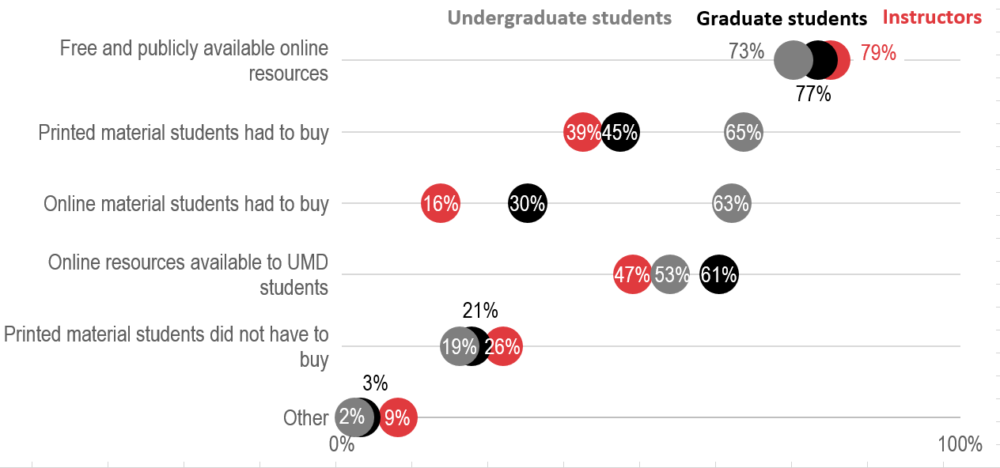 Undergraduate students Graduate students Instructors
Free and publicly available online
resources
73% 79%
77%
Printed material students had to buy
39% 45% 65%
Online material students had to buy
16% 30% 63%
Online resources available to UMD
students
47% 53% 61%
21%
Printed material students did not have to
buy
19% 26%
3%
Other
2% 9%
0% 100%